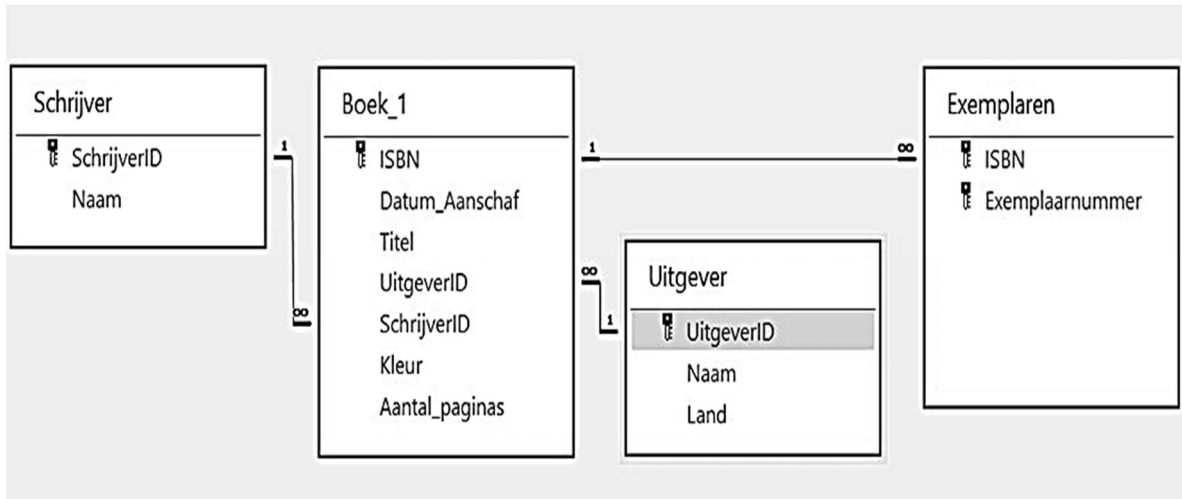 Schrijver
SchrijverID
Naam
1
∞
Boek_1
ISBN
Datum_Aanschaf
Titel
UitgeverID
SchrijverID
Kleur
Aantal_paginas
1
∞
∞
1
Uitgever
UitgeverID
Naam
Land
Exemplaren
ISBN
Exemplaarnummer